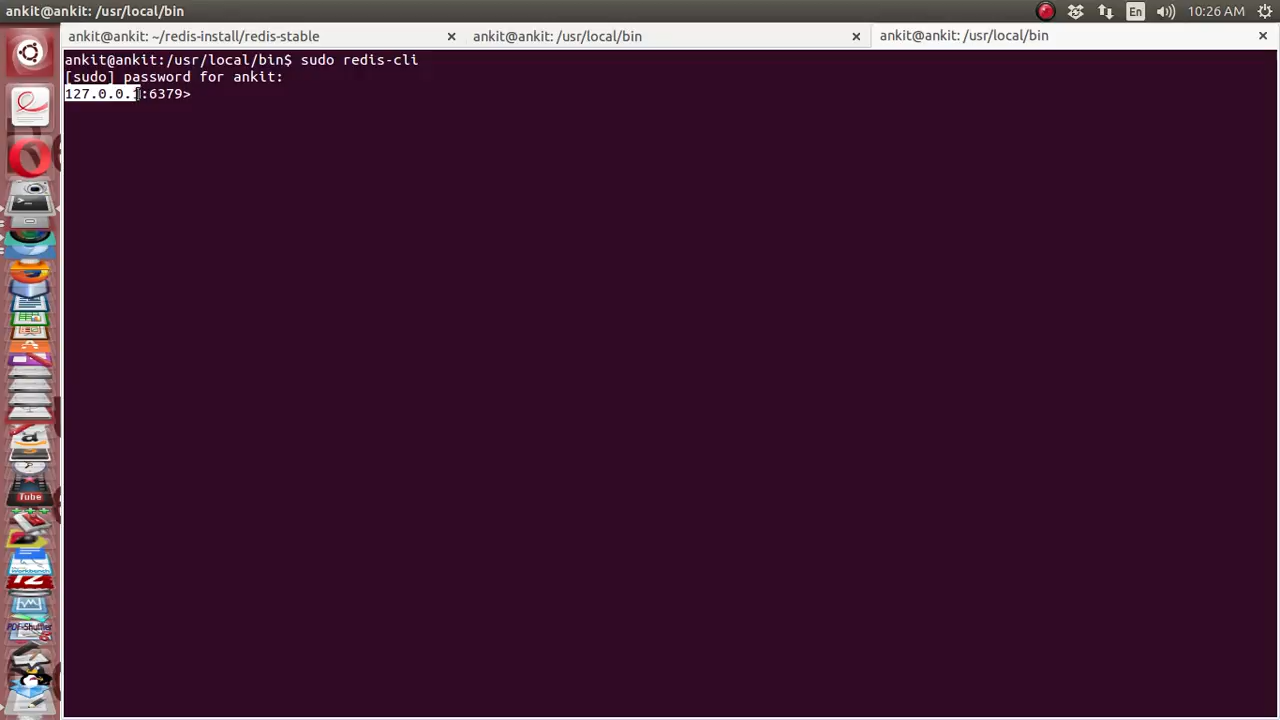 ankit@ankit: /usr/local/bin
En
10:26 AM
ankit@ankit: ~/redis-install/redis-stable
ankit@ankit: /usr/local/bin
ankit@ankit: /usr/local/bin
ankit@ankit:/usr/local/bin$ sudo redis-cli
[sudo] password for ankit:
127.0.0.1:6379>
a
Tube
Workbench
PDF-Shuffler